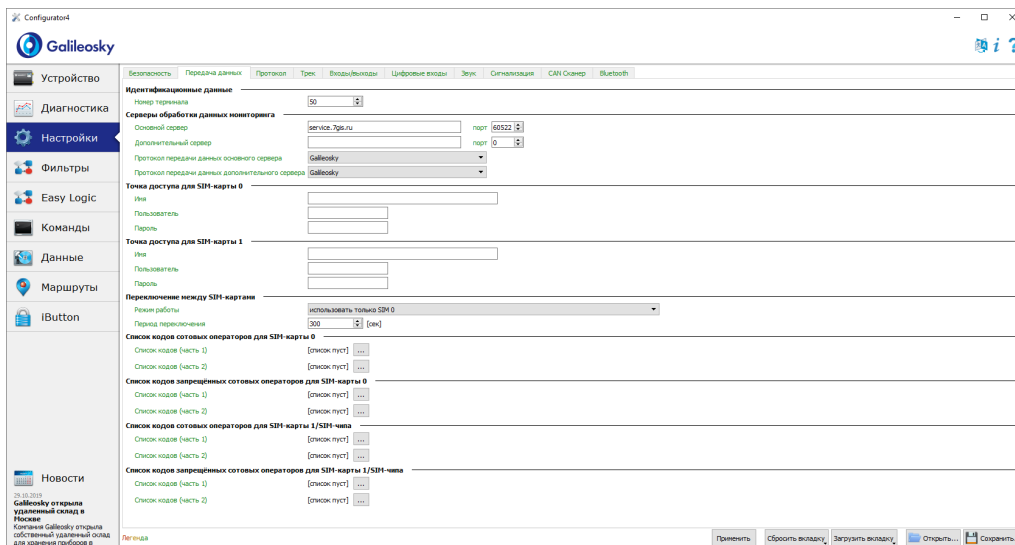 Configurator4
Galileosky
Устройство
Диагностика
Настройки
Фильтры
Easy Logic
Команды
Данные
Маршруты
iButton
Новости
29.10.2019
Galileosky открыла
удаленный склад в
Москве
Компания Galileosky открыла
собственный удаленный склад
для хранения приборов в
Безопасность Передача данных Протокол Трек Входы/выходы Цифровые входы Звук Сигнализация CAN Сканер Bluetooth
Идентификационные данные
Номер терминала 50
Серверы обработки данных мониторинга
Основной сервер service.7gis.ru порт 60522
Дополнительный сервер порт 0
Протокол передачи данных основного сервера Galileosky
Протокол передачи данных дополнительного сервера Galileosky
Точка доступа для SIM-карты 0
Имя
Пользователь
Пароль
Точка доступа для SIM-карты 1
Имя
Пользователь
Пароль
Переключение между SIM-картами
Режим работы использовать только SIM 0
Период переключения 300 [сек]
Список кодов сотовых операторов для SIM-карты 0
Список кодов (часть 1) [список пуст] ...
Список кодов (часть 2) [список пуст] ...
Список кодов запрещённых сотовых операторов для SIM-карты 0
Список кодов (часть 1) [список пуст] ...
Список кодов (часть 2) [список пуст] ...
Список кодов сотовых операторов для SIM-карты 1/SIM-чипа
Список кодов (часть 1) [список пуст] ...
Список кодов (часть 2) [список пуст] ...
Список кодов запрещённых сотовых операторов для SIM-карты 1/SIM-чипа
Список кодов (часть 1) [список пуст] ...
Список кодов (часть 2) [список пуст] ...
Легенда Применить Сбросить вкладку Загрузить вкладку Открыть... Сохранить...